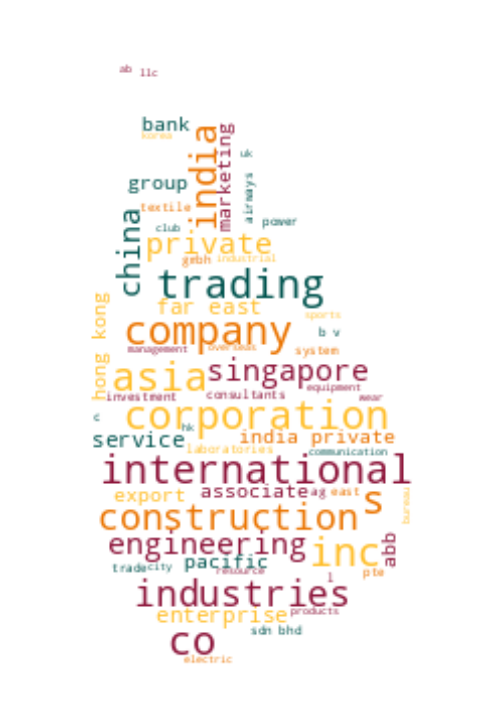 ab llc
bank
korea
india
marketing
uk
group
airways
textile
china
club
power
private
gmbh industrial
trading
far east
hong kong
sports
company
b v
management overseas
system
asia
singapore
equipment
investment
consultants
wear
c
corporation
hk
service
india private
laboratories
communication
international
export
associate
ag east
s
bureau
construction
engineering
inc
abb
pacific
trade city
resource
pte
l
industries
enterprise
products
sdn bhd
co
electric